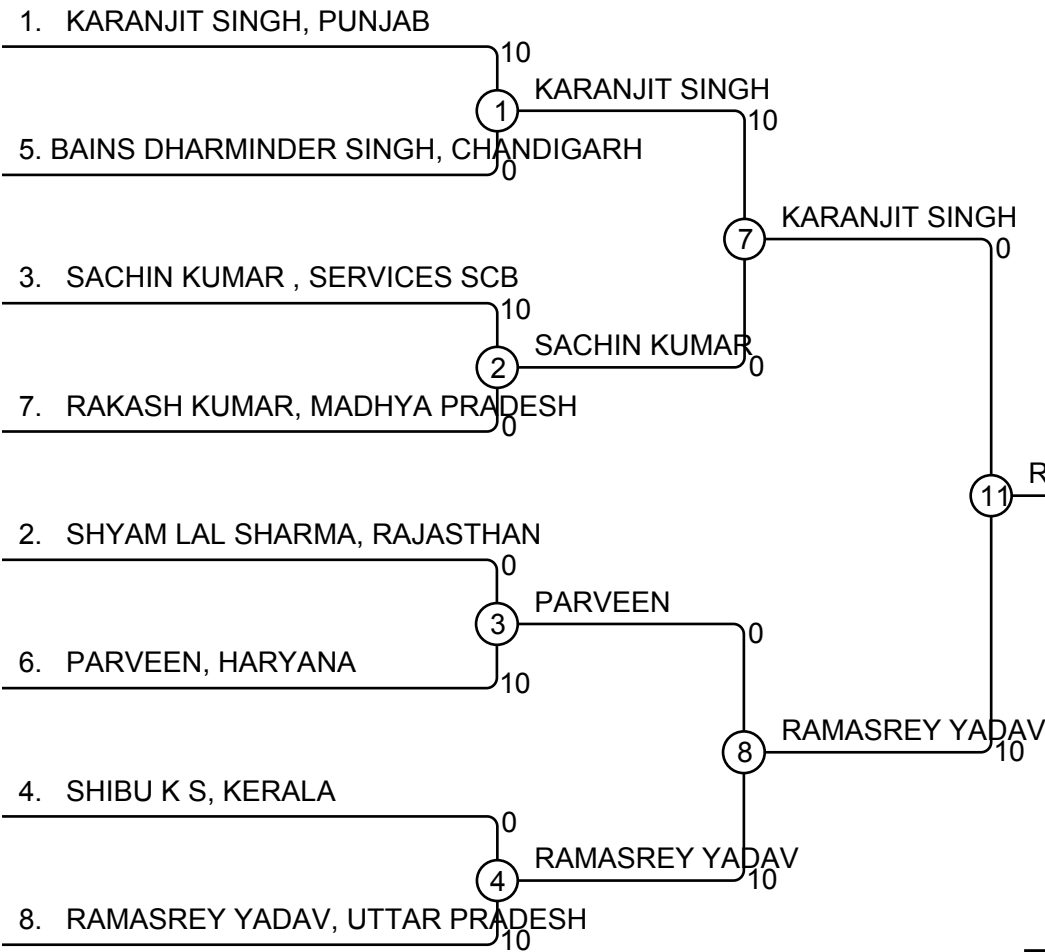 1. KARANJIT SINGH, PUNJAB
10
KARANJIT SINGH
1
10
5. BAINS DHARMINDER SINGH, CHANDIGARH
0
KARANJIT SINGH
7
0
3. SACHIN KUMAR , SERVICES SCB
10
SACHIN KUMAR
2
0
7. RAKASH KUMAR, MADHYA PRADESH
0
R
11
2. SHYAM LAL SHARMA, RAJASTHAN
0
PARVEEN
3
0
6. PARVEEN, HARYANA
10
RAMASREY YADAV
8
10
4. SHIBU K S, KERALA
0
RAMASREY YADAV
4
10
8. RAMASREY YADAV, UTTAR PRADESH
10